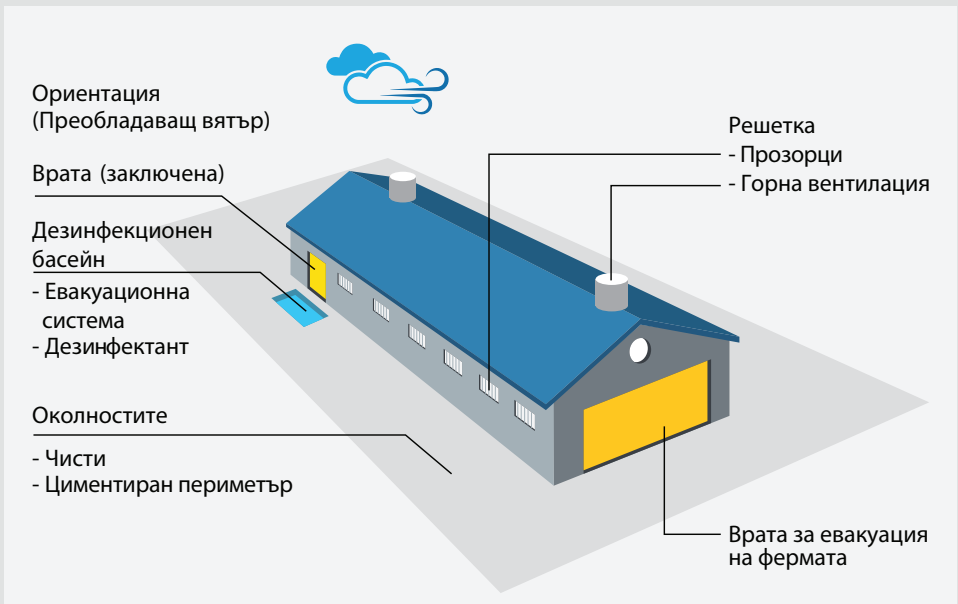 Ориентация
(Преобладаващ вятър)
Врата (заключена)
Дезинфекционен
басейн
- Евакуационна
система
- Дезинфектант
Околностите
- Чисти
- Циментиран периметър
Решетка
- Прозорци
- Горна вентилация
Врата за евакуация
на фермата